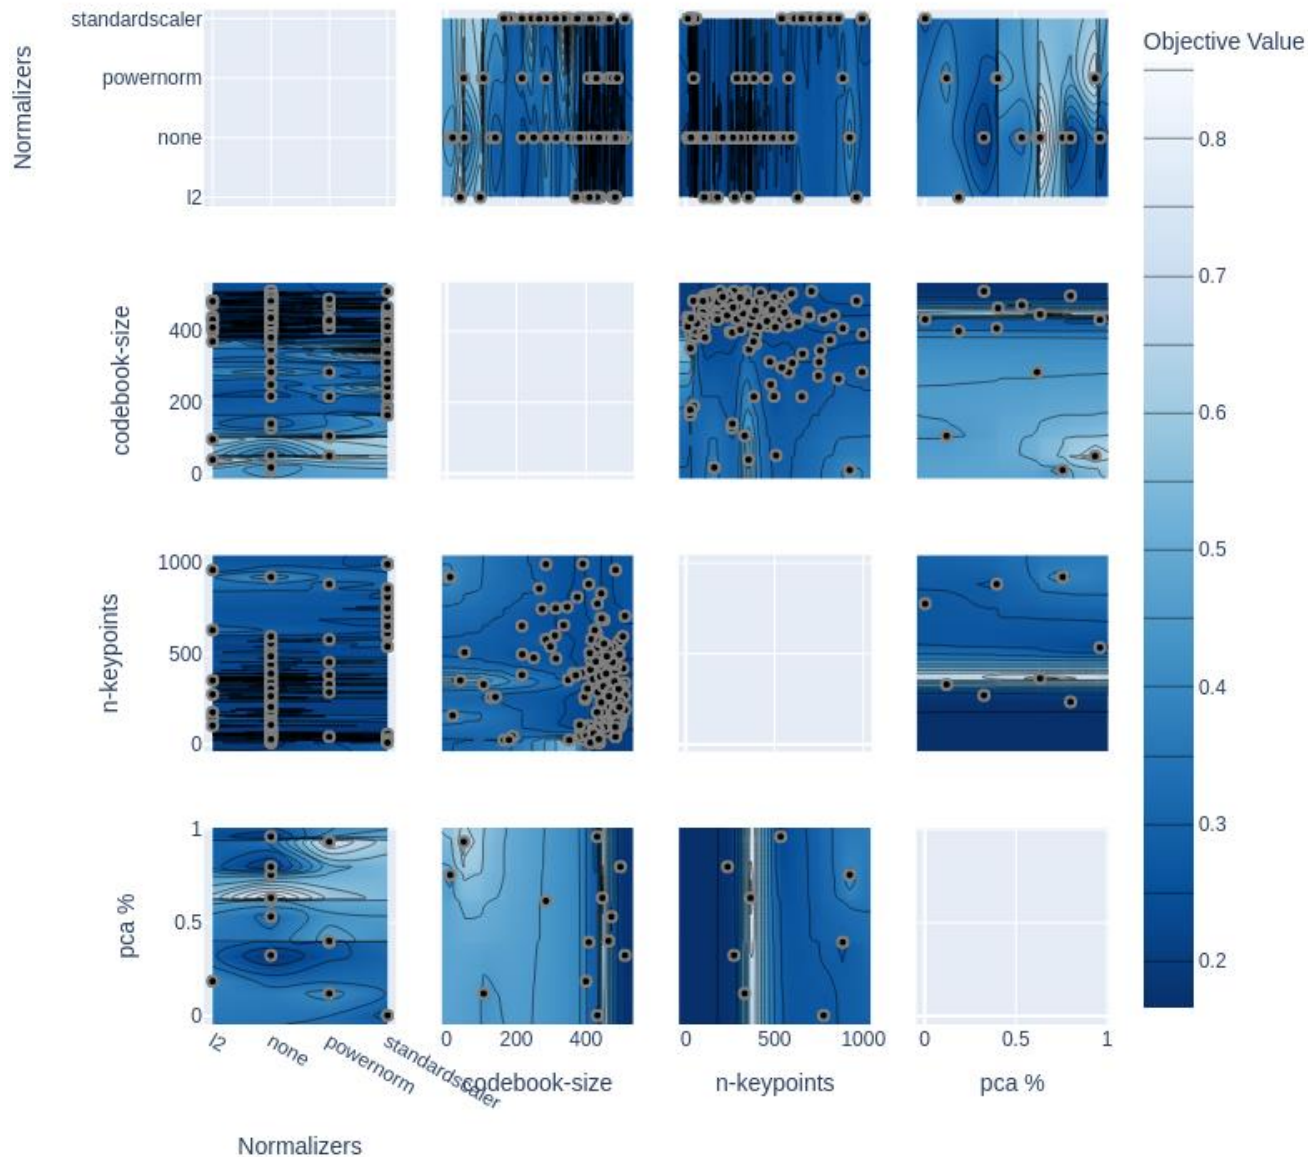 Objective Value
Normalizers
standardscaler
powernorm
none
l2
0.8
0.7
0.6
0.5
0.4
0.3
0.2
codebook-size
400
200
0
n-keypoints
1000
500
0
pca %
1
0.5
0
l2
none
powernorm
standardscaler
0
200
400
0
500
1000
0
0.5
1
Normalizers
codebook-size
n-keypoints
pca %